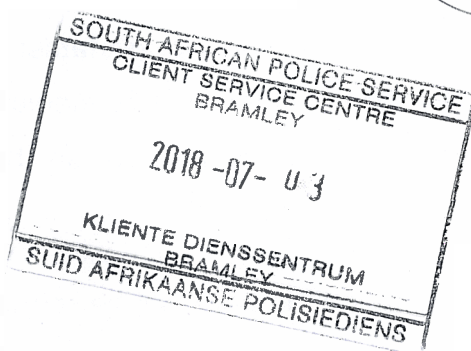 SOUTH AFRICAN POLICE SERVICE
CLIENT SERVICE CENTRE
BRAMLEY
2018 -07- 03
KLIENTE DIENSSENTRUM
BRAMLEY
SUID AFRIKAANSE POLISIEDIENS